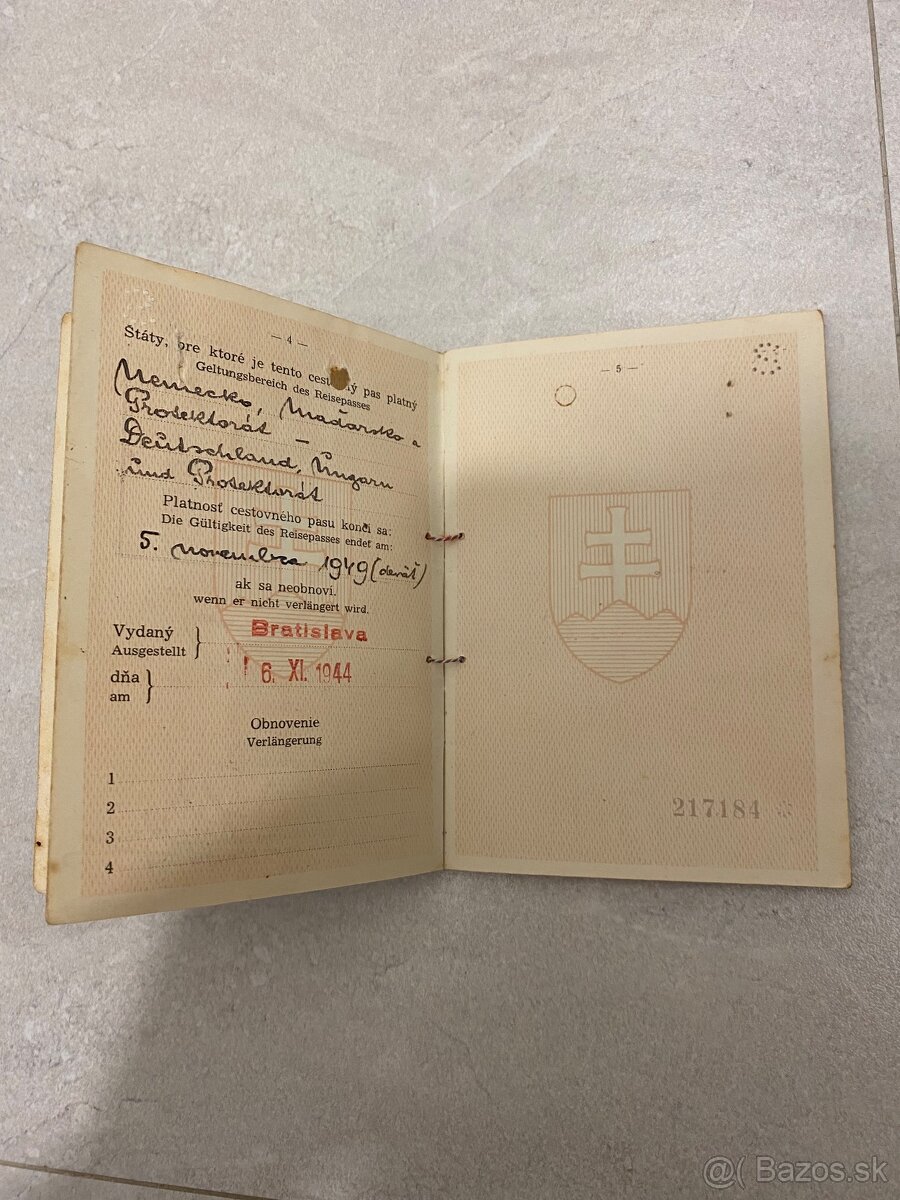 — 4 —
Štáty, pre ktoré je tento cestovný pas platný
Geltungsbereich des Reisepasses
Nemecko, Maďarsko a
Protektorát —
Deutschland, Ungarn
und Protektorát
Platnosť cestovného pasu končí sa:
Die Gültigkeit des Reisepasses endet am:
5. novembra 1949 (deväť)
ak sa neobnoví.
wenn er nicht verlängert wird.
Vydaný
Ausgestellt
} Bratislava
dňa
am
} 6. XI. 1944
Obnovenie
Verlängerung
1
2
3
4
— 5 —
217184
@( Bazos.sk